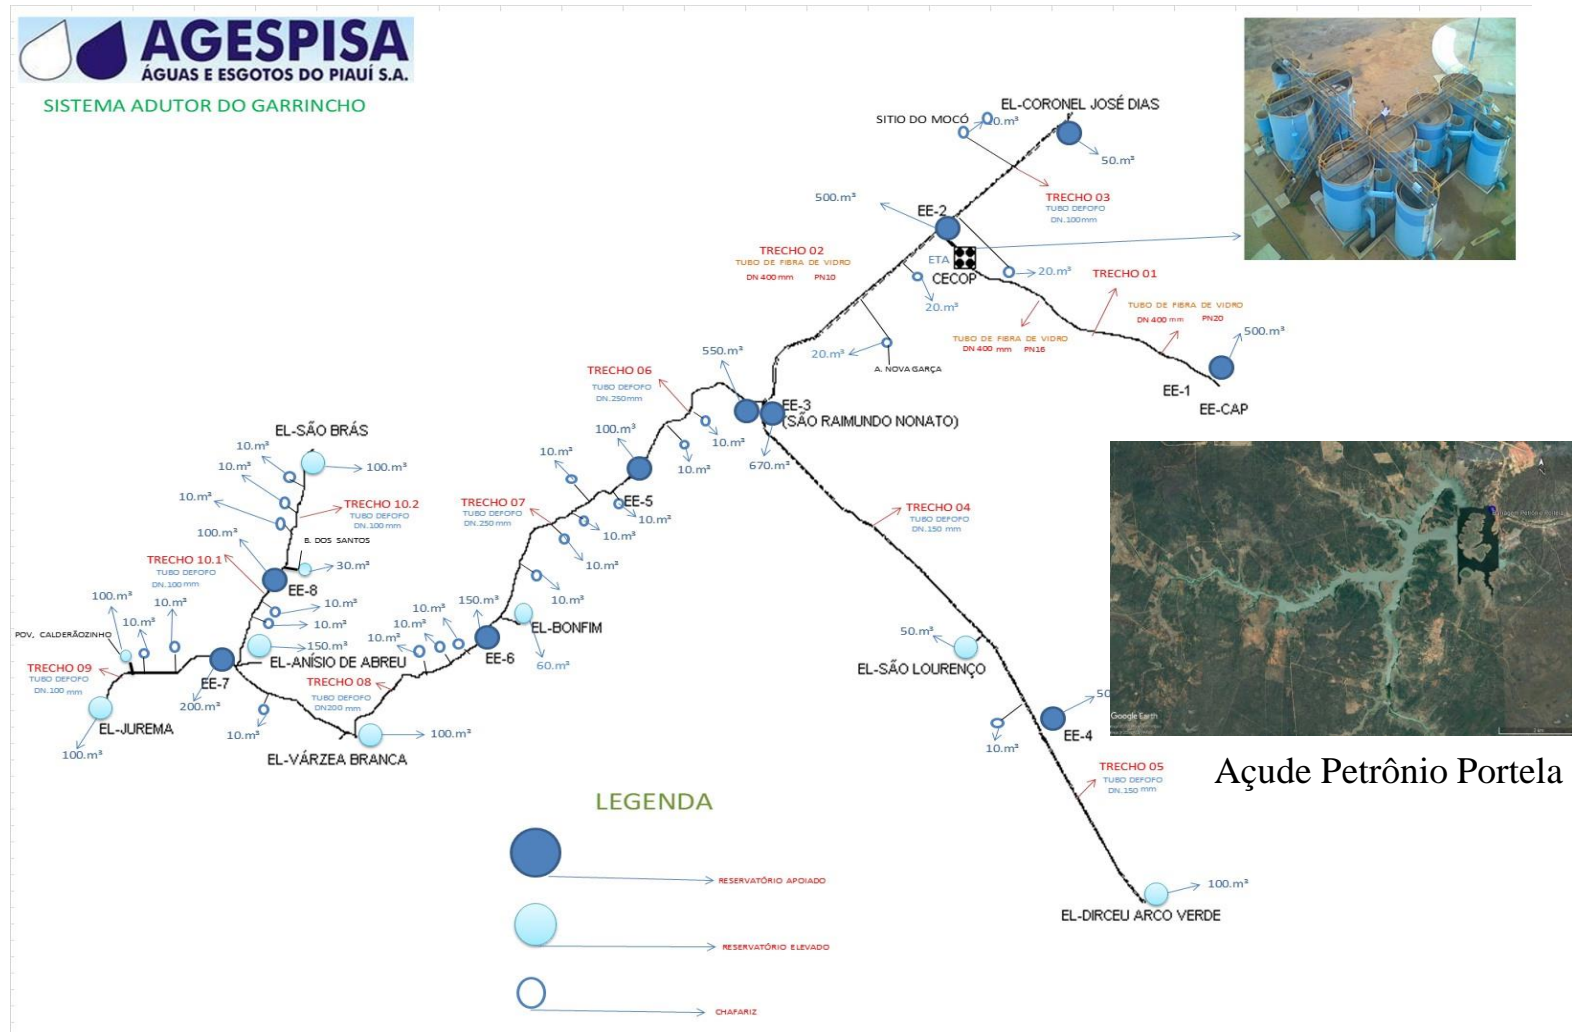 AGESPISA
ÁGUAS E ESGOTOS DO PIAUÍ S.A.
SISTEMA ADUTOR DO GARRINCHO
EL-CORONEL JOSÉ DIAS
SITIO DO MOCÓ
50.m³
TRECHO 03
TUBO DEFOFO
DN.100mm
500.m³
EE-2
TRECHO 02
TUBO DE FIBRA DE VIDRO
DN 400 mm PN10
ETA
CECOP
20.m³
TRECHO 01
20.m³
TUBO DE FIBRA DE VIDRO
DN 400 mm PN20
TUBO DE FIBRA DE VIDRO
DN 400 mm PN16
500.m³
20.m³
A. NOVA GARÇA
EE-1
EE-CAP
550.m³
TRECHO 06
TUBO DEFOFO
DN.250mm
EE-3
(SÃO RAIMUNDO NONATO)
670.m³
10.m³
10.m³
100.m³
EE-5
10.m³
10.m³
10.m³
10.m³
TRECHO 07
TUBO DEFOFO
DN.250 mm
10.m³
EL-SÃO BRÁS
100.m³
10.m³
10.m³
10.m³
TRECHO 10.2
TUBO DEFOFO
DN.100 mm
100.m³
B. DOS SANTOS
30.m³
TRECHO 10.1
TUBO DEFOFO
DN.100 mm
EE-8
10.m³
10.m³
150.m³
EL-ANÍSIO DE ABREU
100.m³
10.m³
10.m³
POV, CALDERÃOZINHO
TRECHO 09
TUBO DEFOFO
DN.100 mm
EE-7
200.m³
EL-JUREMA
100.m³
10.m³
TRECHO 08
TUBO DEFOFO
DN200 mm
EL-VÁRZEA BRANCA
100.m³
10.m³
10.m³
10.m³
150.m³
EE-6
EL-BONFIM
60.m³
TRECHO 04
TUBO DEFOFO
DN.150 mm
50.m³
EL-SÃO LOURENÇO
10.m³
50
EE-4
TRECHO 05
TUBO DEFOFO
DN.150 mm
100.m³
EL-DIRCEU ARCO VERDE
Google Earth
Açude Petrônio Portela
LEGENDA
RESERVATÓRIO APOIADO
RESERVATÓRIO ELEVADO
CHAFARIZ